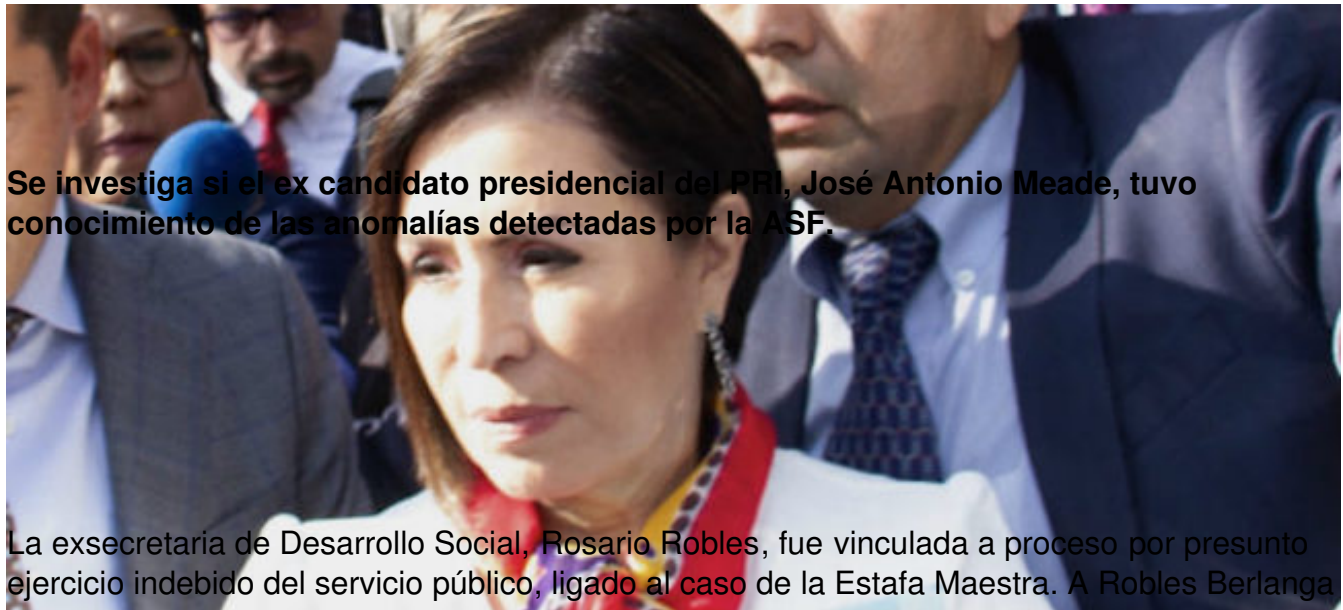 Se investiga si el ex candidato presidencial del PRI, José Antonio Meade, tuvo
conocimiento de las anomalías detectadas por la ASF.
La exsecretaria de Desarrollo Social, Rosario Robles, fue vinculada a proceso por presunto
ejercicio indebido del servicio público, ligado al caso de la Estafa Maestra. A Robles Berlanga